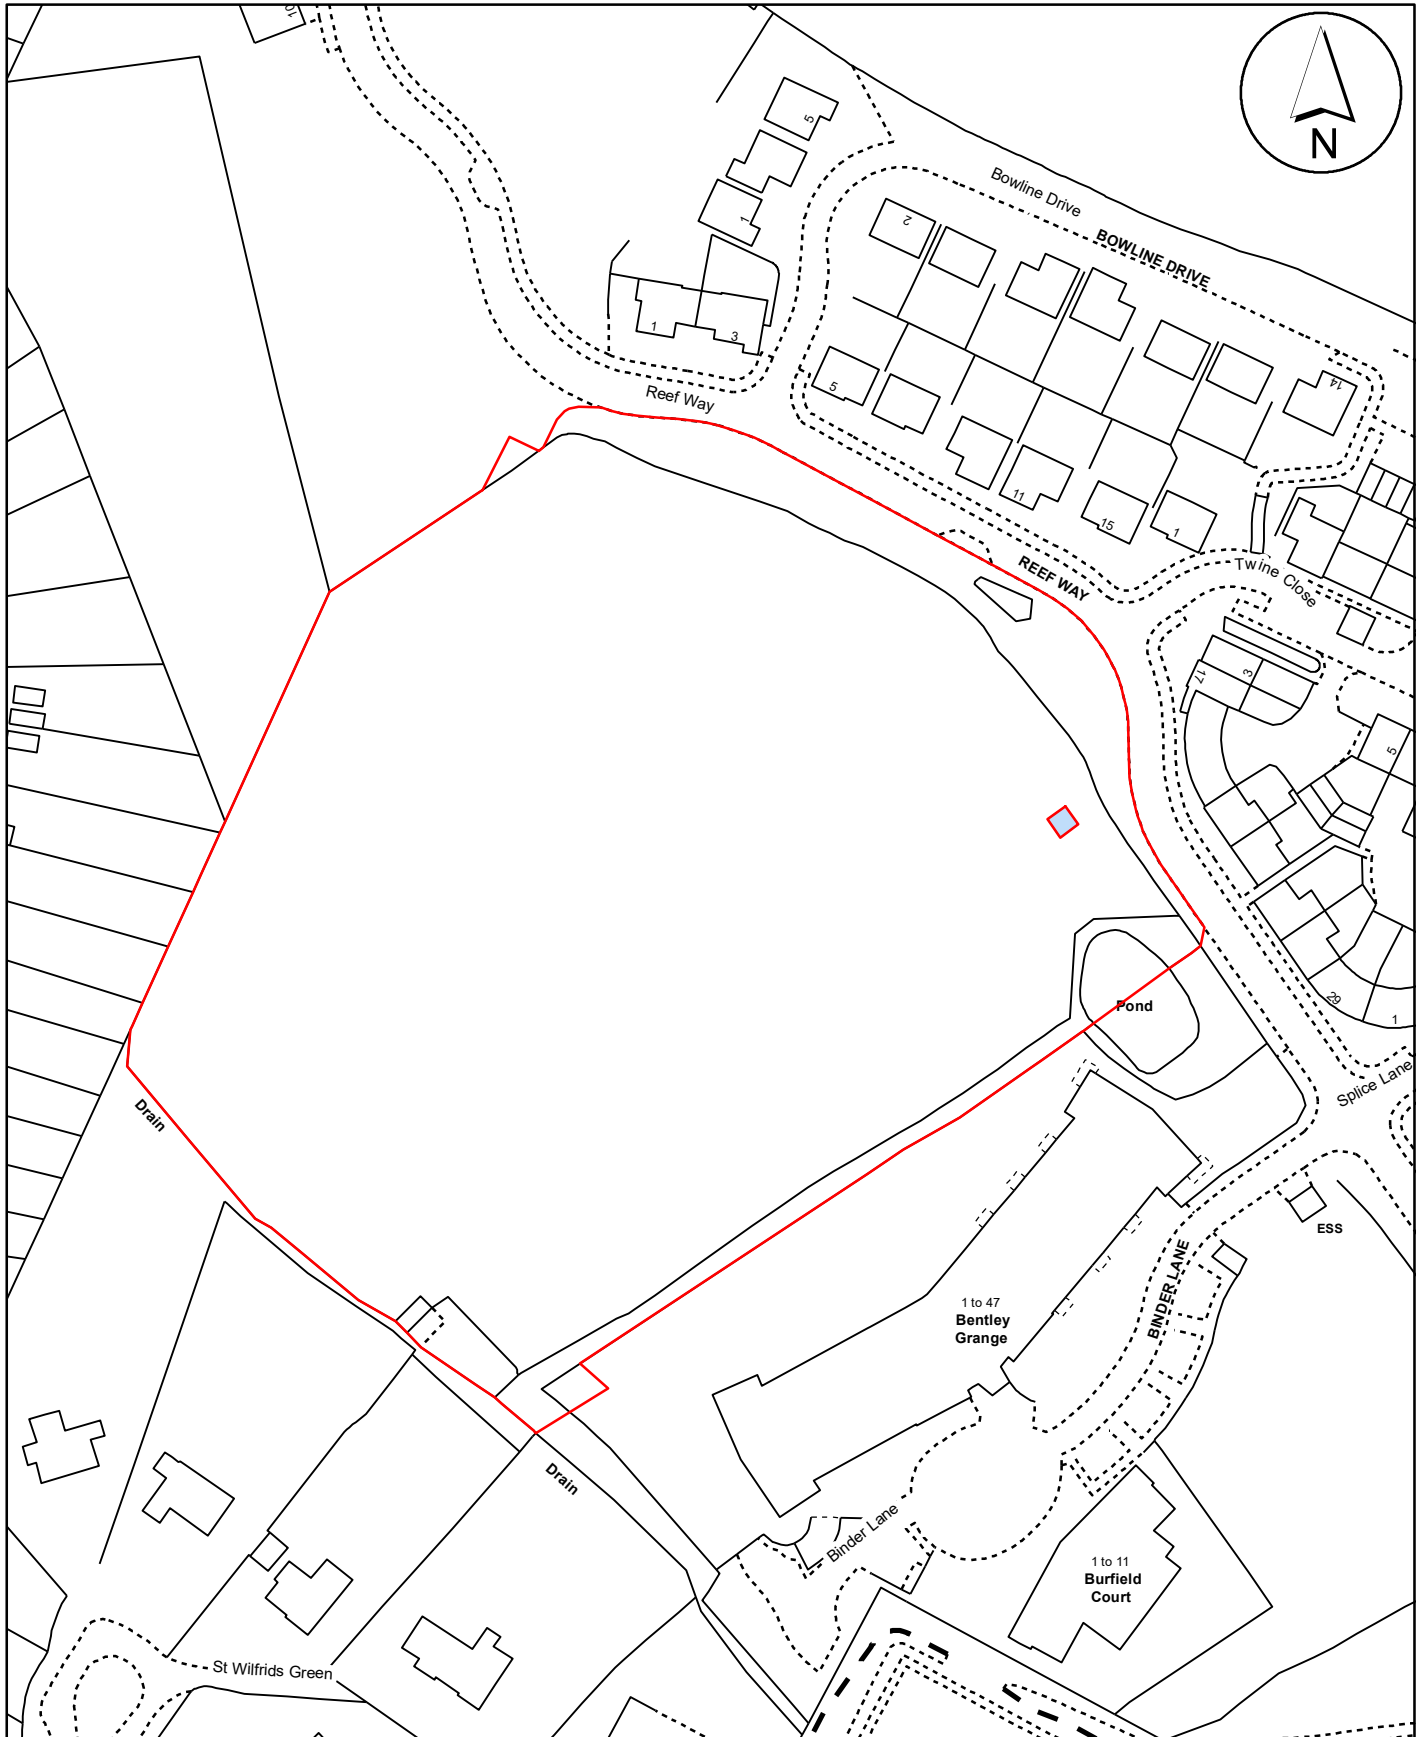 10
N
5
1
Bowline Drive
2
BOWLINE DRIVE
1
3
Reef Way
5
14
11
15
1
REEF WAY
Twine Close
17
3
5
Pond
29
1
Splice Lane
Drain
ESS
BINDER LANE
1 to 47
Bentley
Grange
Drain
Binder Lane
1 to 11
Burfield
Court
St Wilfrids Green